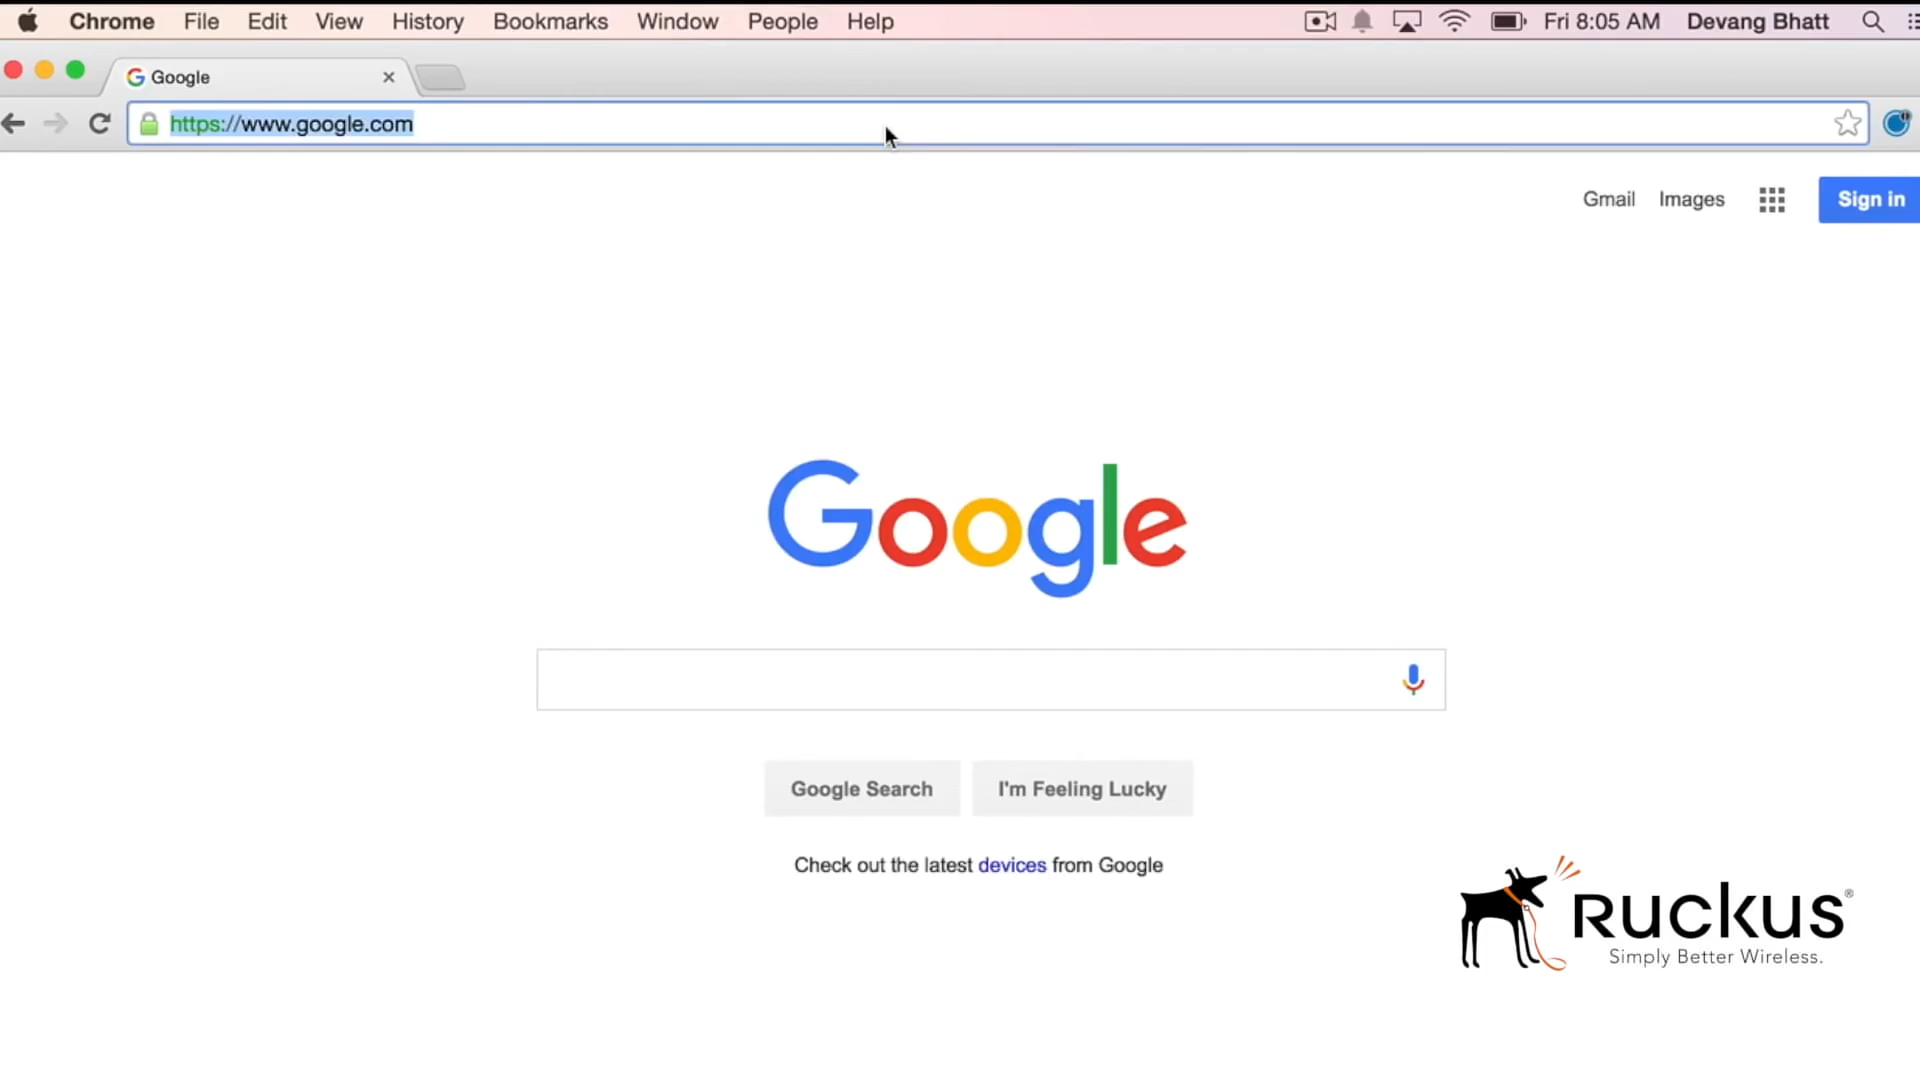 Chrome File Edit View History Bookmarks Window People Help Fri 8:05 AM Devang Bhatt
Google
https://www.google.com
Gmail Images Sign in
Google
Google Search I'm Feeling Lucky
Check out the latest devices from Google
RUCKUS®
Simply Better Wireless.